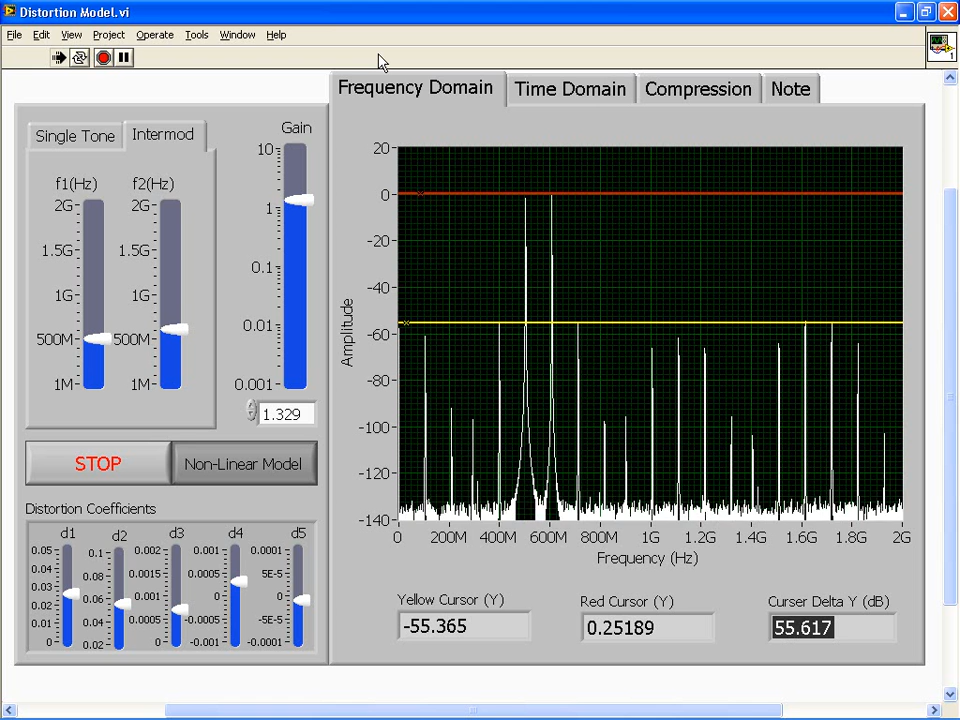 Distortion Model.vi
File Edit View Project Operate Tools Window Help
1
Frequency Domain Time Domain Compression Note
Single Tone Intermod
Gain
f1(Hz) f2(Hz)
2G 1.5G 1G 500M 1M
2G 1.5G 1G 500M 1M
10 1 0.1 0.01 0.001
1.329
STOP
Non-Linear Model
Distortion Coefficients
d1 d2 d3 d4 d5
0.05 0.04 0.03 0.02 0.01 0
0.1 0.08 0.06 0.04 0.02
0.002 0.0015 0.001 0.0005 0
0.001 0.0005 0 -0.0005 -0.001
0.0001 5E-5 0 -5E-5 -0.0001
Amplitude
20
0
-20
-40
-60
-80
-100
-120
-140
0 200M 400M 600M 800M 1G 1.2G 1.4G 1.6G 1.8G 2G
Frequency (Hz)
Yellow Cursor (Y) Red Cursor (Y) Curser Delta Y (dB)
-55.365 0.25189 55.617